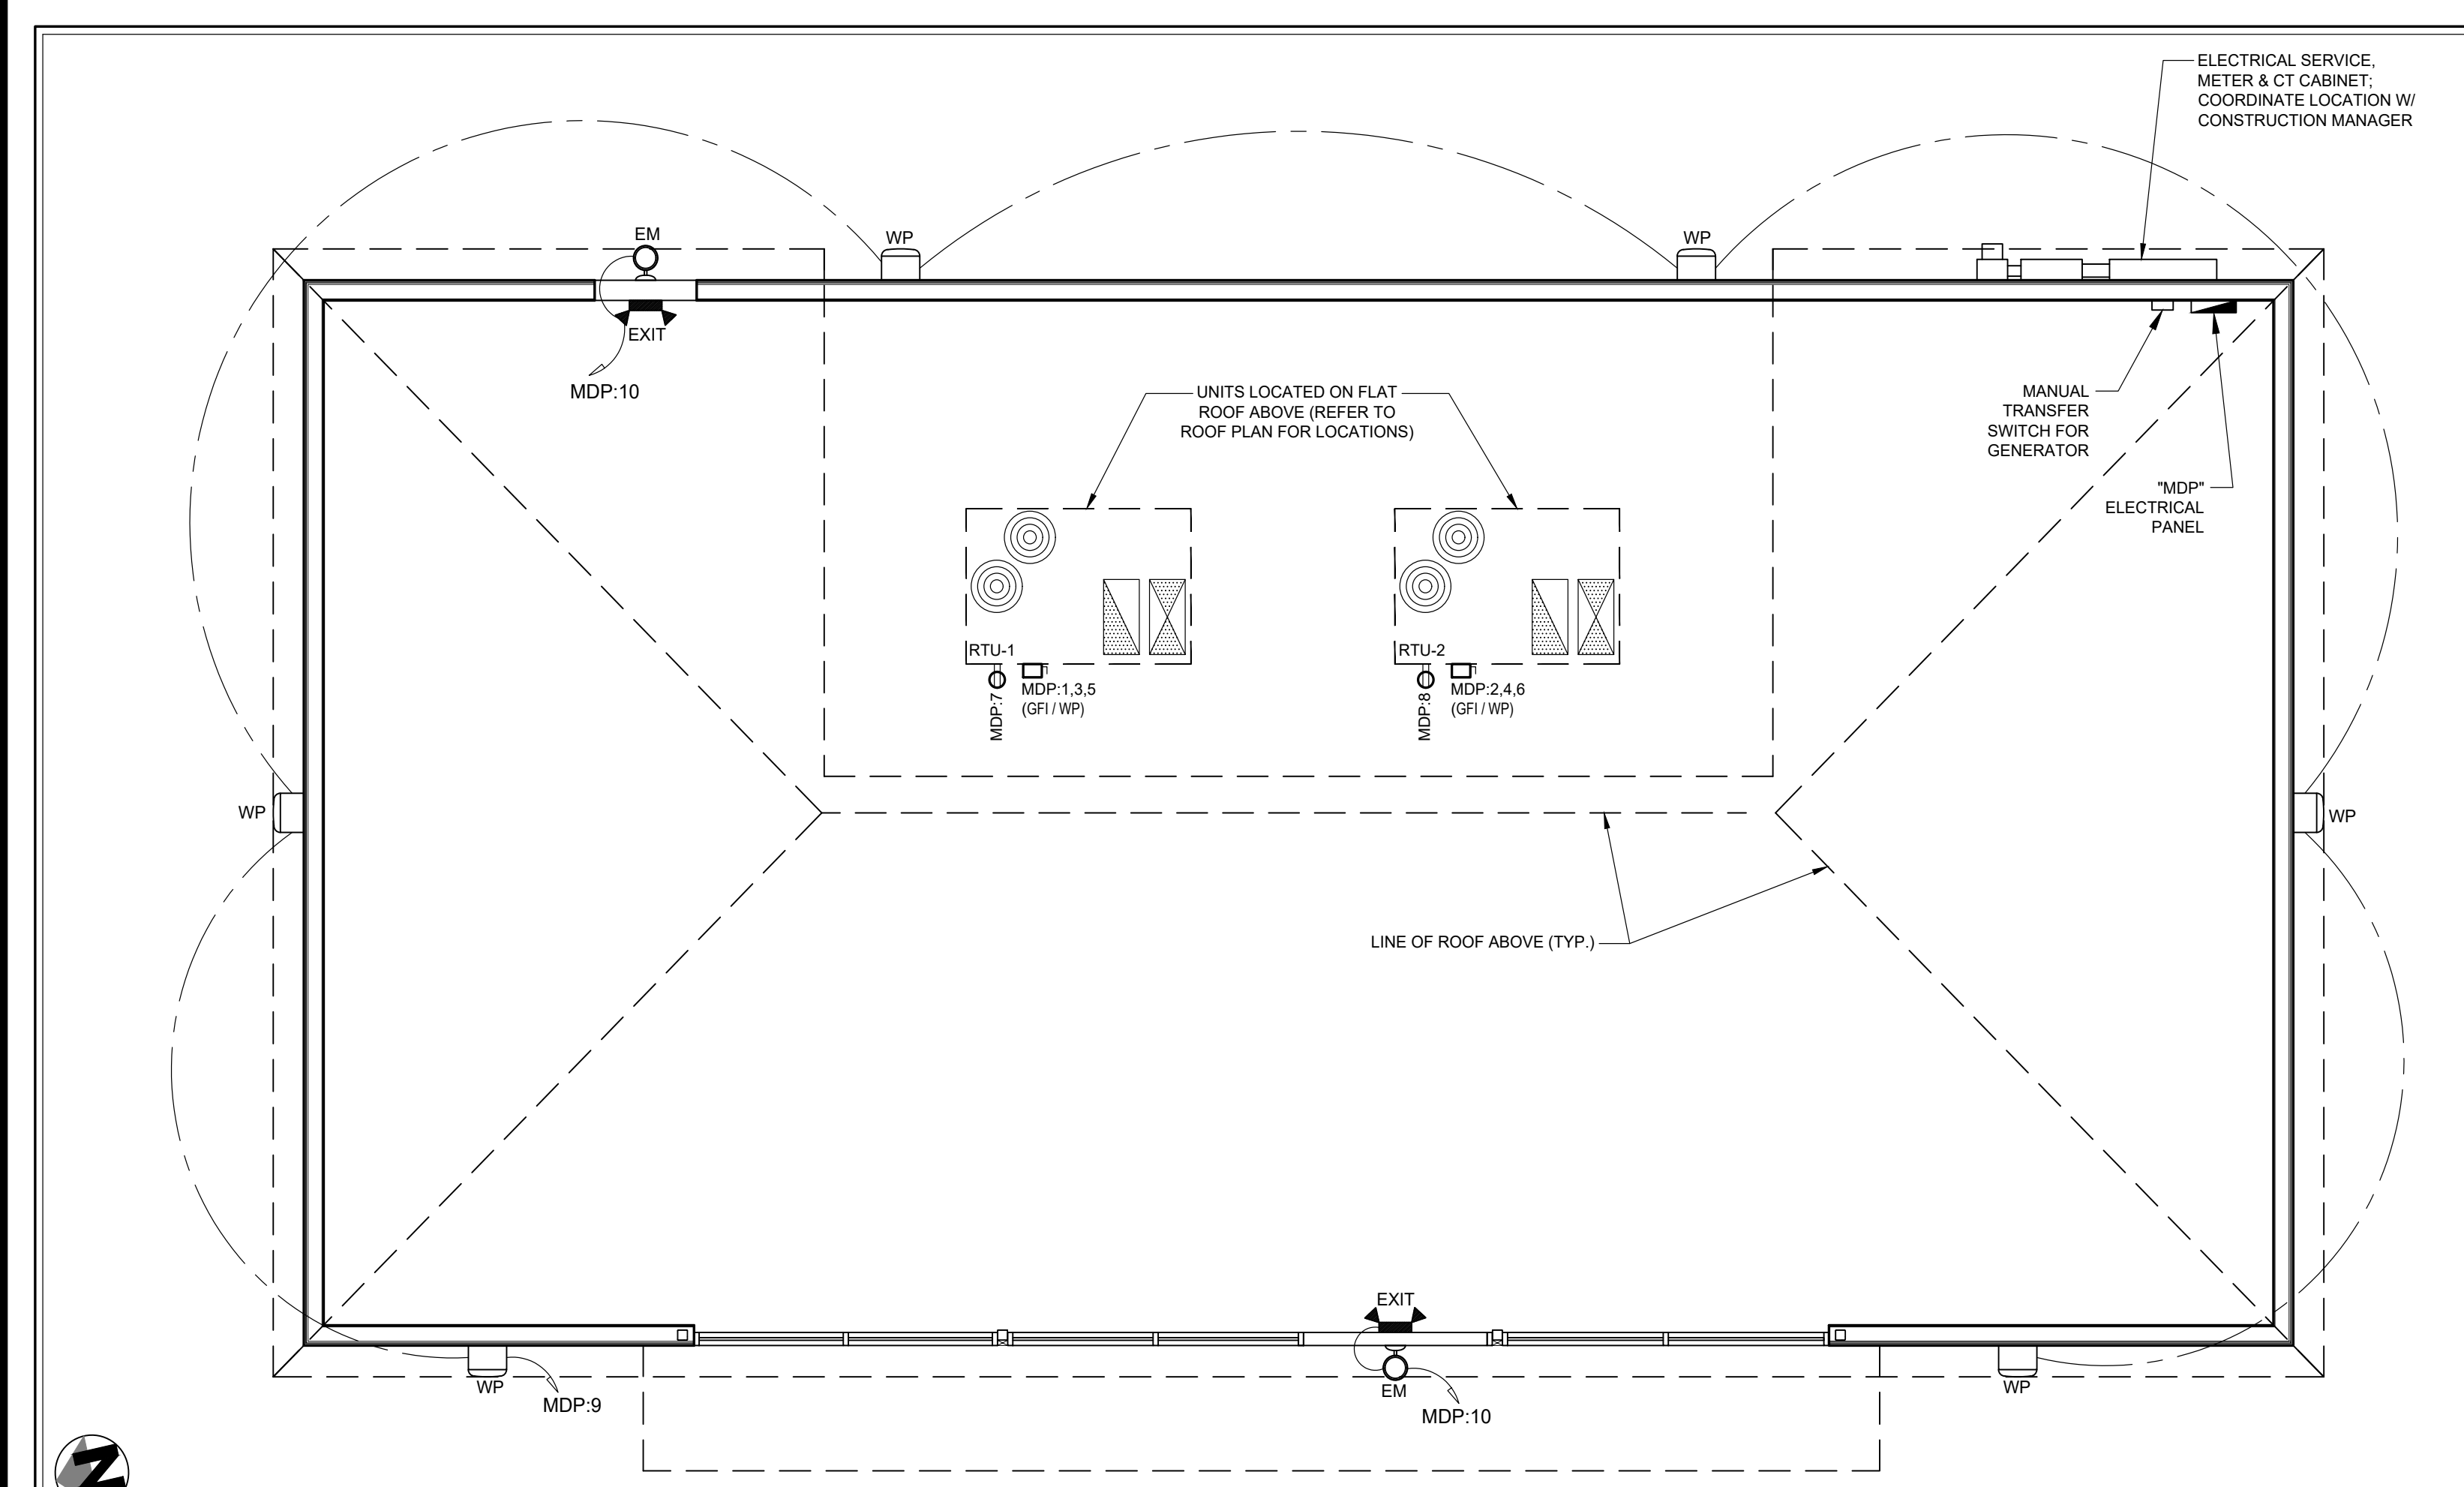 ELECTRICAL SERVICE,
METER & CT CABINET;
COORDINATE LOCATION W/
CONSTRUCTION MANAGER
EM
WP
WP
EXIT
MDP:10
UNITS LOCATED ON FLAT
ROOF ABOVE (REFER TO
ROOF PLAN FOR LOCATIONS)
MANUAL
TRANSFER
SWITCH FOR
GENERATOR
"MDP"
ELECTRICAL
PANEL
RTU-1
MDP:7
MDP:1,3,5
(GFI / WP)
RTU-2
MDP:8
MDP:2,4,6
(GFI / WP)
WP
WP
LINE OF ROOF ABOVE (TYP.)
EXIT
WP
MDP:9
EM
MDP:10
WP
N